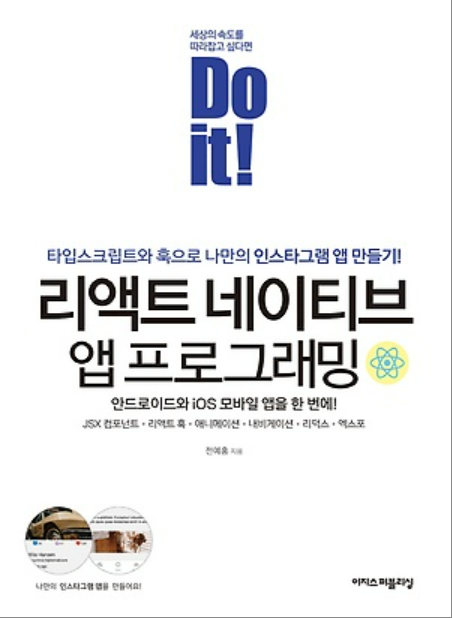 세상의 속도를
따라잡고 싶다면
Do
it!
타입스크립트와 훅으로 나만의 인스타그램 앱 만들기!
리액트 네이티브
앱 프로그래밍
안드로이드와 iOS 모바일 앱을 한 번에!
JSX 컴포넌트 • 리액트 훅 • 애니메이션 • 내비게이션 • 리덕스 • 엑스포
전예홍 지음
나만의 인스타그램 앱을 만들어요!
이지스퍼블리싱